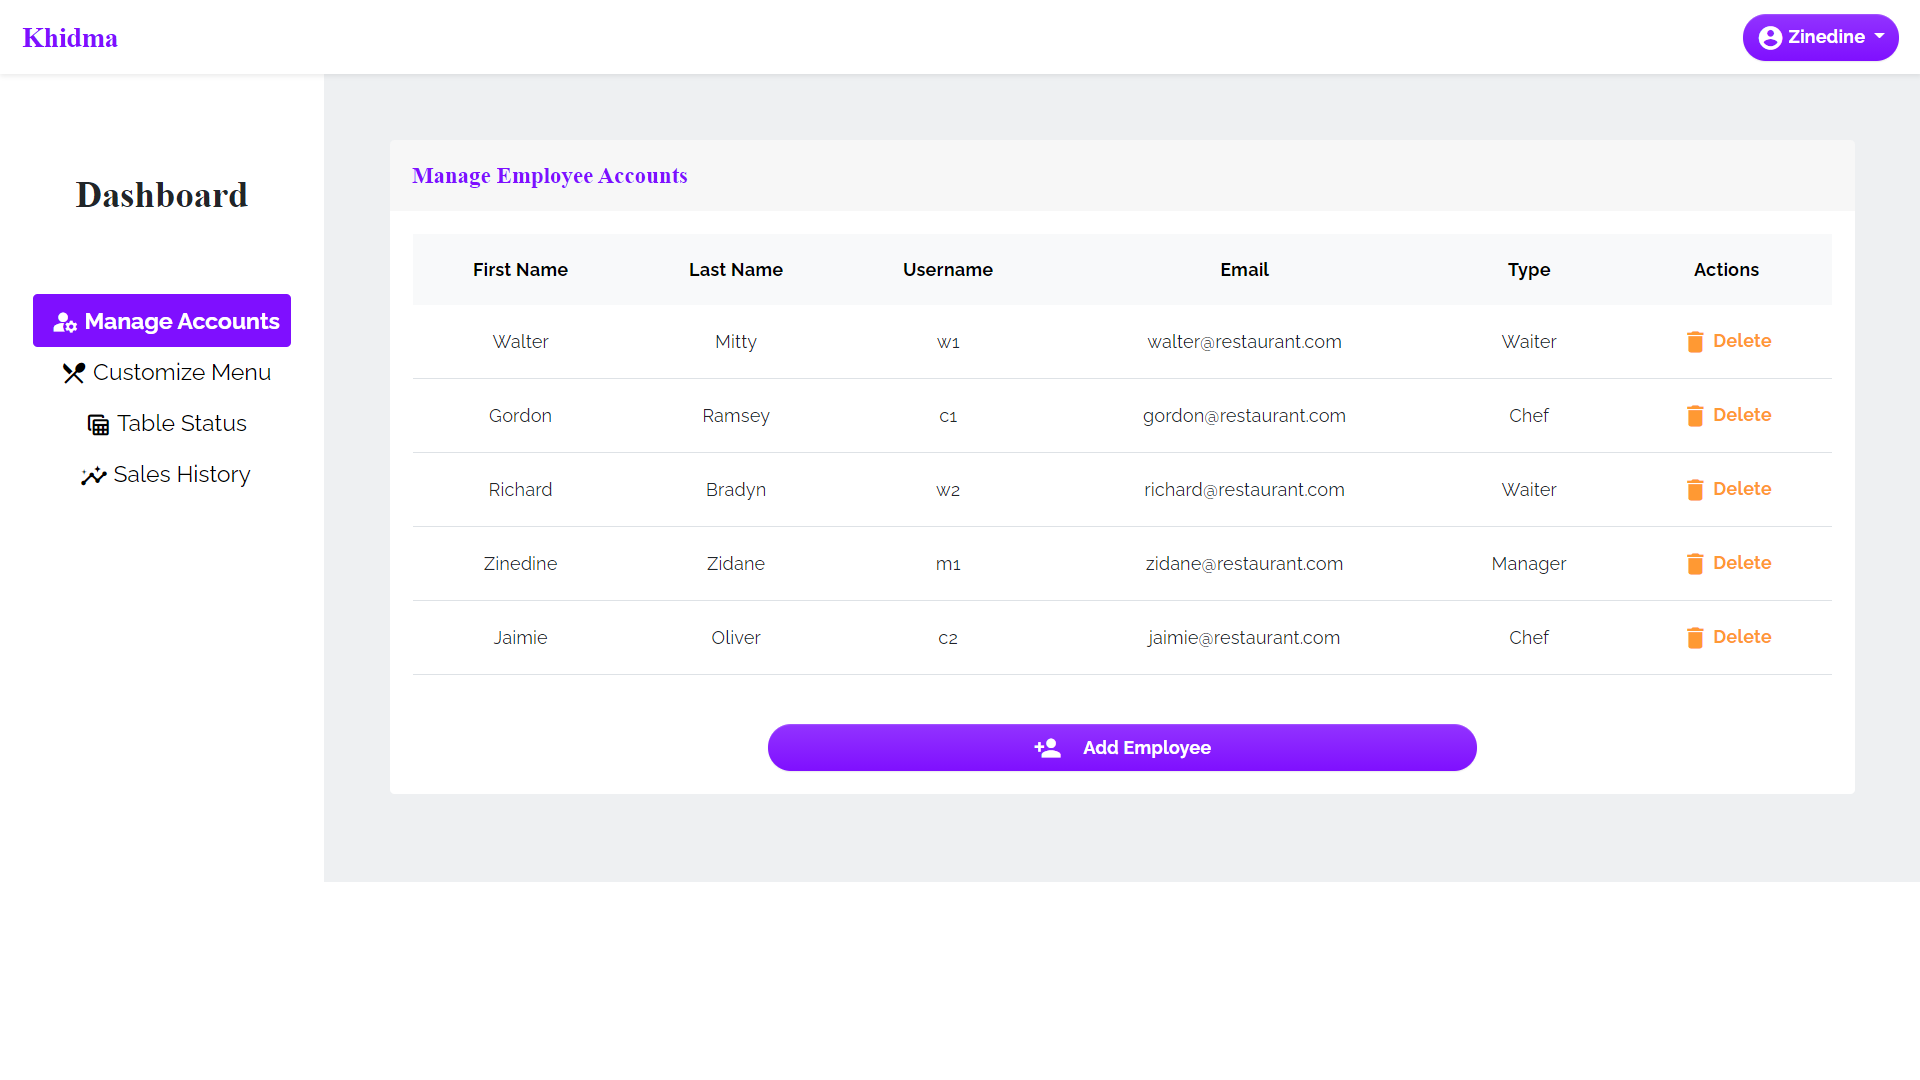 Khidma
Zinedine
Dashboard
Manage Accounts
Customize Menu
Table Status
Sales History
Manage Employee Accounts
First Name Last Name Username Email Type Actions
Walter Mitty w1 walter@restaurant.com Waiter Delete
Gordon Ramsey c1 gordon@restaurant.com Chef Delete
Richard Bradyn w2 richard@restaurant.com Waiter Delete
Zinedine Zidane m1 zidane@restaurant.com Manager Delete
Jaimie Oliver c2 jaimie@restaurant.com Chef Delete
Add Employee